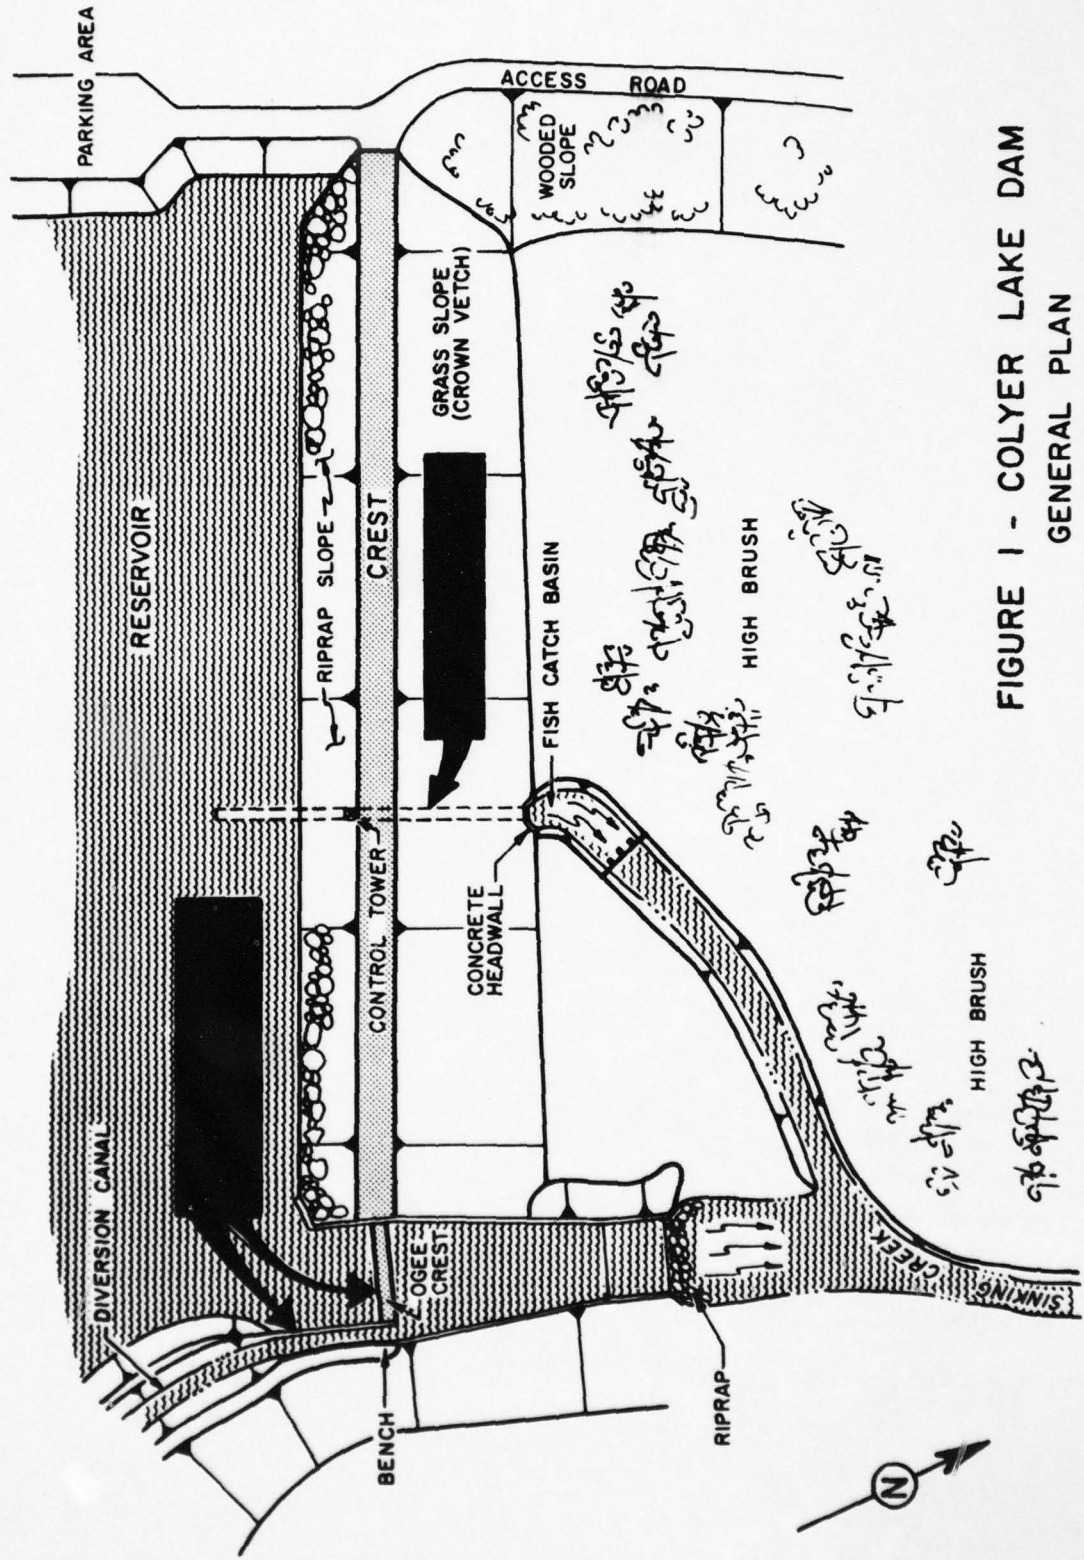 PARKING AREA
ACCESS ROAD
WOODED
SLOPE
RESERVOIR
RIPRAP SLOPE
CREST
GRASS SLOPE
(CROWN VETCH)
FISH CATCH BASIN
HIGH BRUSH
CONTROL TOWER
CONCRETE
HEADWALL
DIVERSION CANAL
OGEE
CREST
HIGH BRUSH
SINKING CREEK
BENCH
RIPRAP
N
FIGURE 1 - COLYER LAKE DAM
GENERAL PLAN